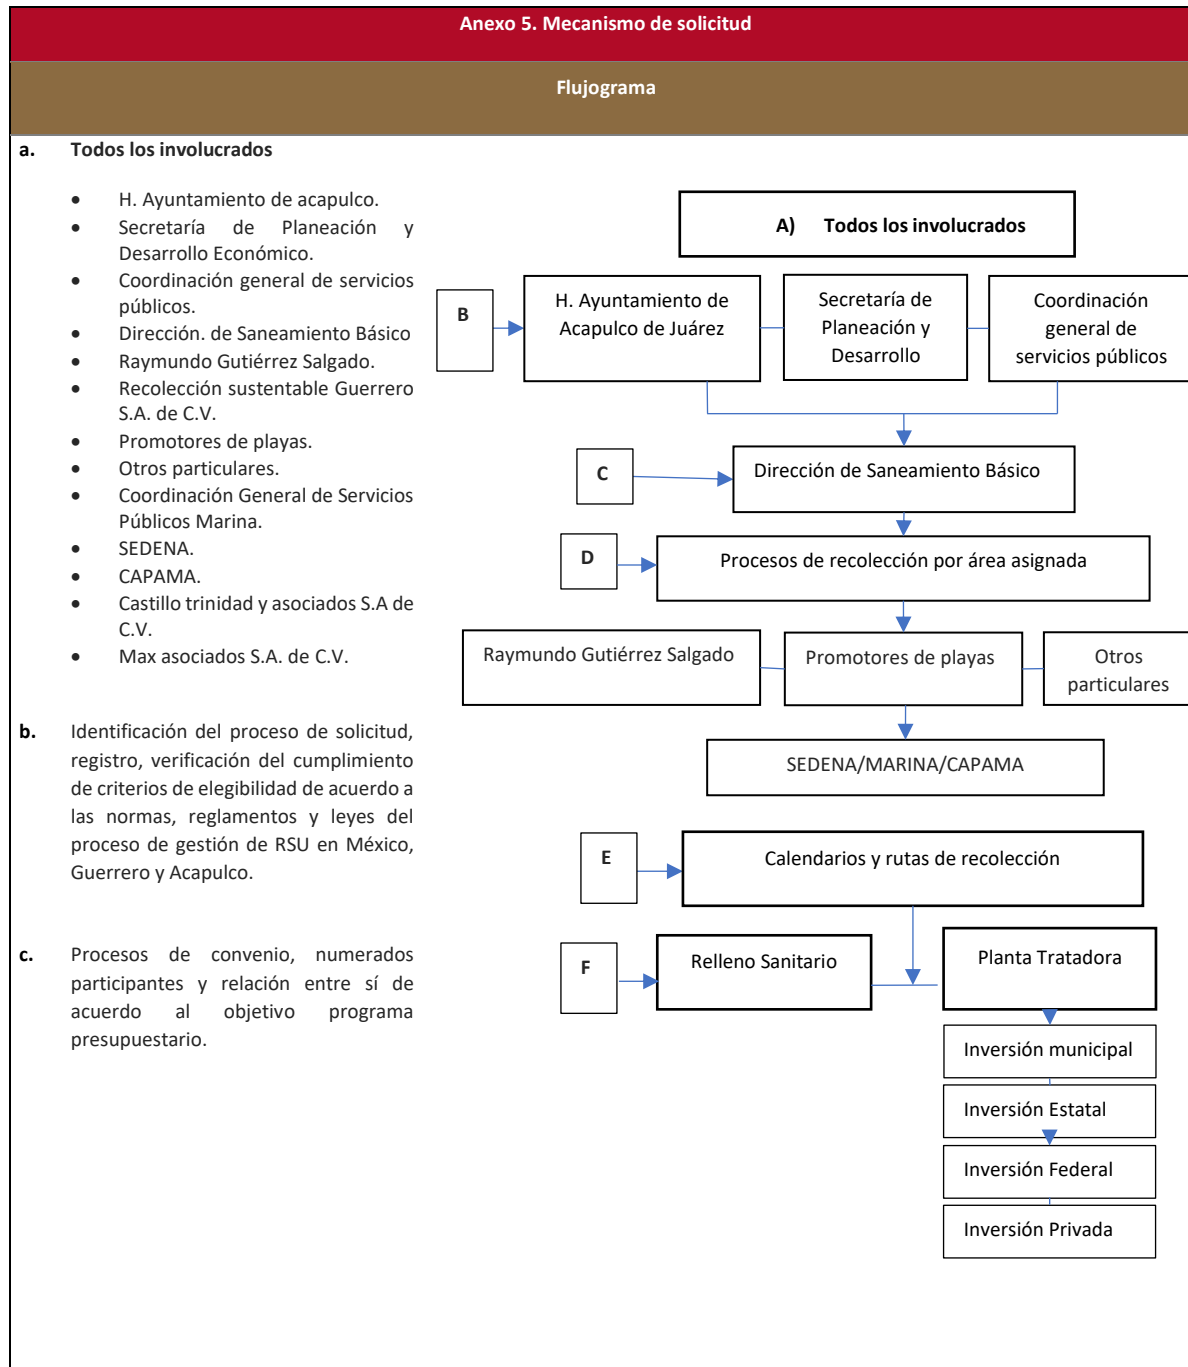 Anexo 5. Mecanismo de solicitud
Flujograma
a. Todos los involucrados
• H. Ayuntamiento de acapulco.
• Secretaría de Planeación y
Desarrollo Económico.
• Coordinación general de servicios
públicos.
• Dirección. de Saneamiento Básico
• Raymundo Gutiérrez Salgado.
• Recolección sustentable Guerrero
S.A. de C.V.
• Promotores de playas.
• Otros particulares.
• Coordinación General de Servicios
Públicos Marina.
• SEDENA.
• CAPAMA.
• Castillo trinidad y asociados S.A de
C.V.
• Max asociados S.A. de C.V.
b. Identificación del proceso de solicitud,
registro, verificación del cumplimiento
de criterios de elegibilidad de acuerdo a
las normas, reglamentos y leyes del
proceso de gestión de RSU en México,
Guerrero y Acapulco.
c. Procesos de convenio, numerados
participantes y relación entre sí de
acuerdo al objetivo programa
presupuestario.
A) Todos los involucrados
B
H. Ayuntamiento de
Acapulco de Juárez
Secretaría de
Planeación y
Desarrollo
Coordinación
general de
servicios públicos
C
Dirección de Saneamiento Básico
D
Procesos de recolección por área asignada
Raymundo Gutiérrez Salgado
Promotores de playas
Otros
particulares
SEDENA/MARINA/CAPAMA
E
Calendarios y rutas de recolección
F
Relleno Sanitario
Planta Tratadora
Inversión municipal
Inversión Estatal
Inversión Federal
Inversión Privada